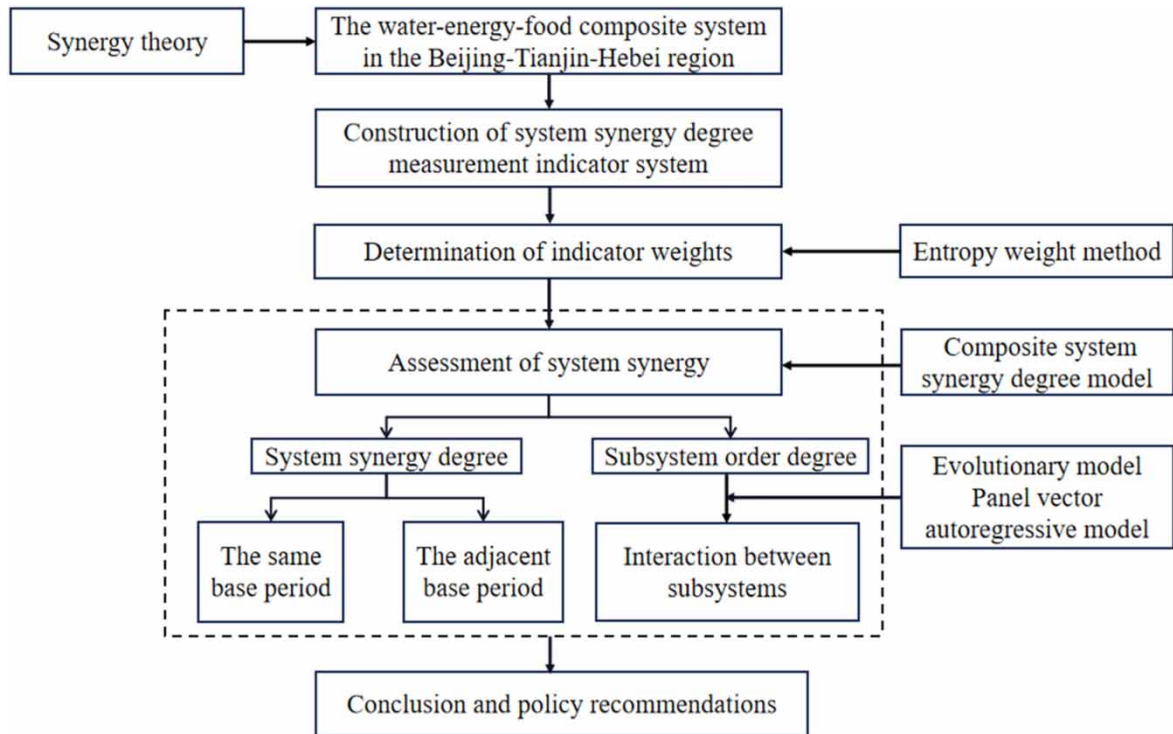 Synergy theory
The water-energy-food composite system
in the Beijing-Tianjin-Hebei region
Construction of system synergy degree
measurement indicator system
Determination of indicator weights
Entropy weight method
Assessment of system synergy
Composite system
synergy degree model
System synergy degree
Subsystem order degree
Evolutionary model
Panel vector
autoregressive model
The same
base period
The adjacent
base period
Interaction between
subsystems
Conclusion and policy recommendations